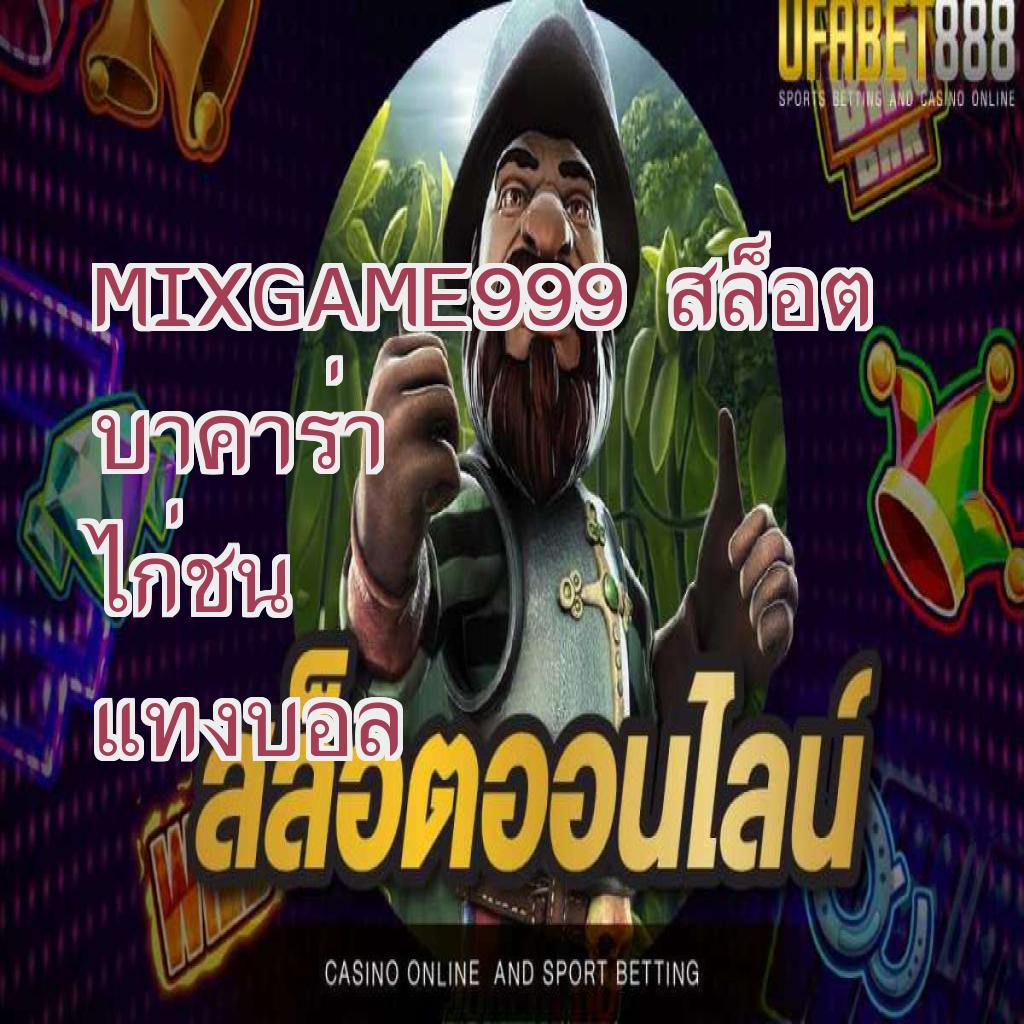 UFABET888
SPORTS BETTING AND CASINO ONLINE
BAR
MIXGAME999 สล็อต
บาคาร่า
ไก่ชน
แทงบอล
สล็อตออนไลน์
CASINO ONLINE AND SPORT BETTING